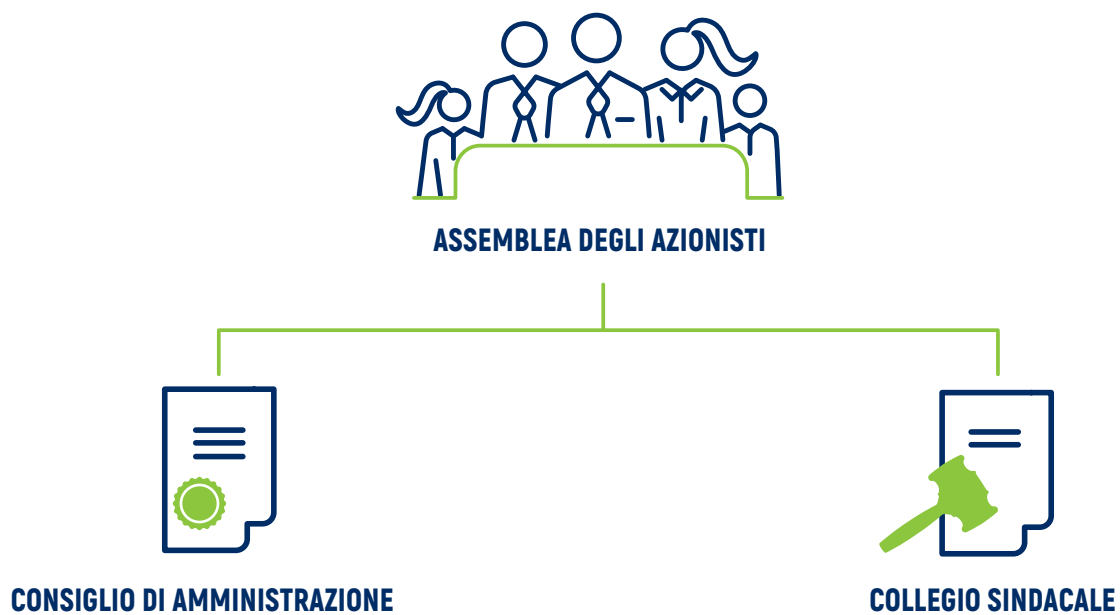 ASSEMBLEA DEGLI AZIONISTI
CONSIGLIO DI AMMINISTRAZIONE
COLLEGIO SINDACALE